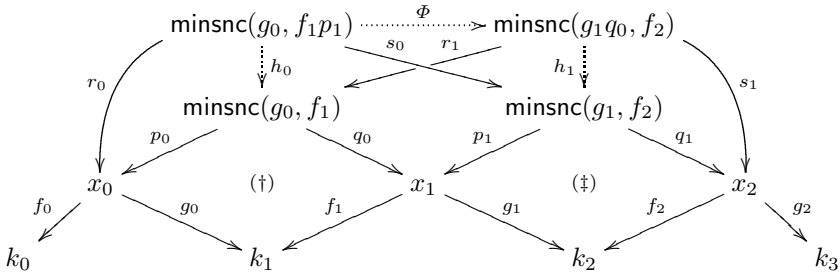 minsnc(g₀, f₁p₁) Φ minsnc(g₁q₀, f₂)
s₀ r₁
r₀ h₀ h₁ s₁
minsnc(g₀, f₁) minsnc(g₁, f₂)
p₀ q₀ p₁ q₁
x₀ (†) x₁ (‡) x₂
f₀ g₀ f₁ g₁ f₂ g₂
k₀ k₁ k₂ k₃